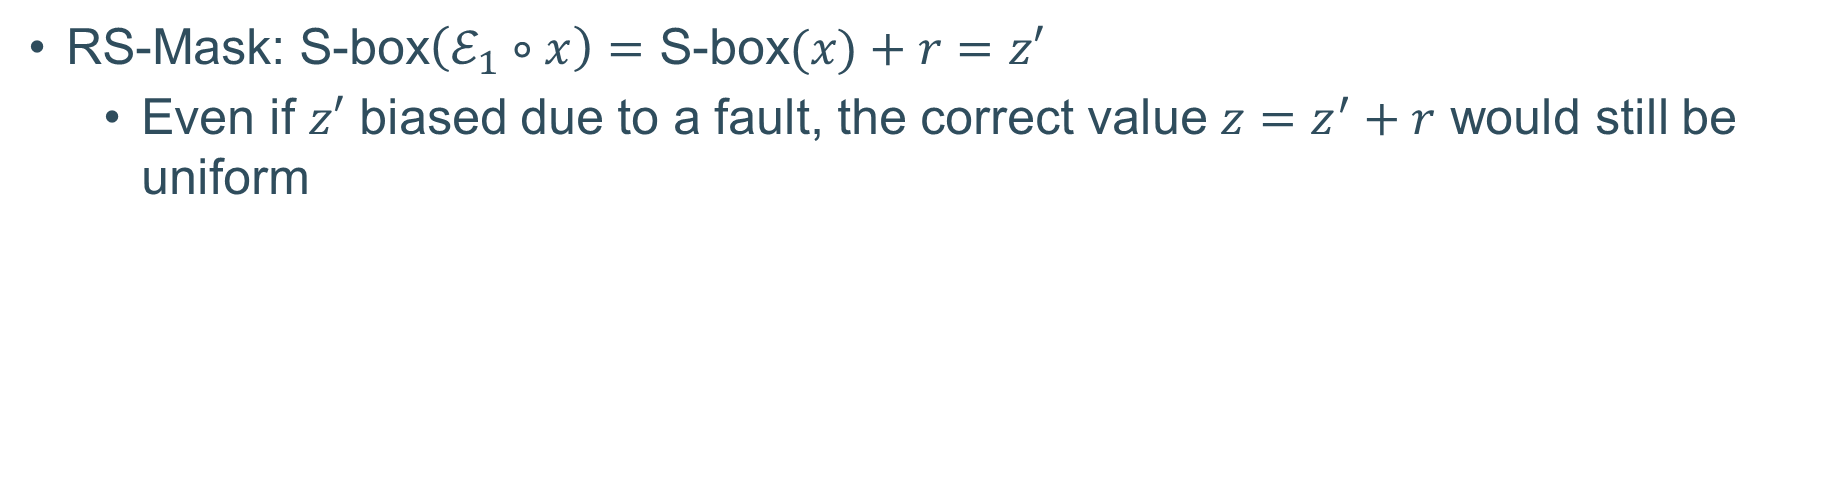 • RS-Mask: S-box(ℰ₁ ∘ 𝑥) = S-box(𝑥) + 𝑟 = 𝑧′
• Even if 𝑧′ biased due to a fault, the correct value 𝑧 = 𝑧′ + 𝑟 would still be
uniform